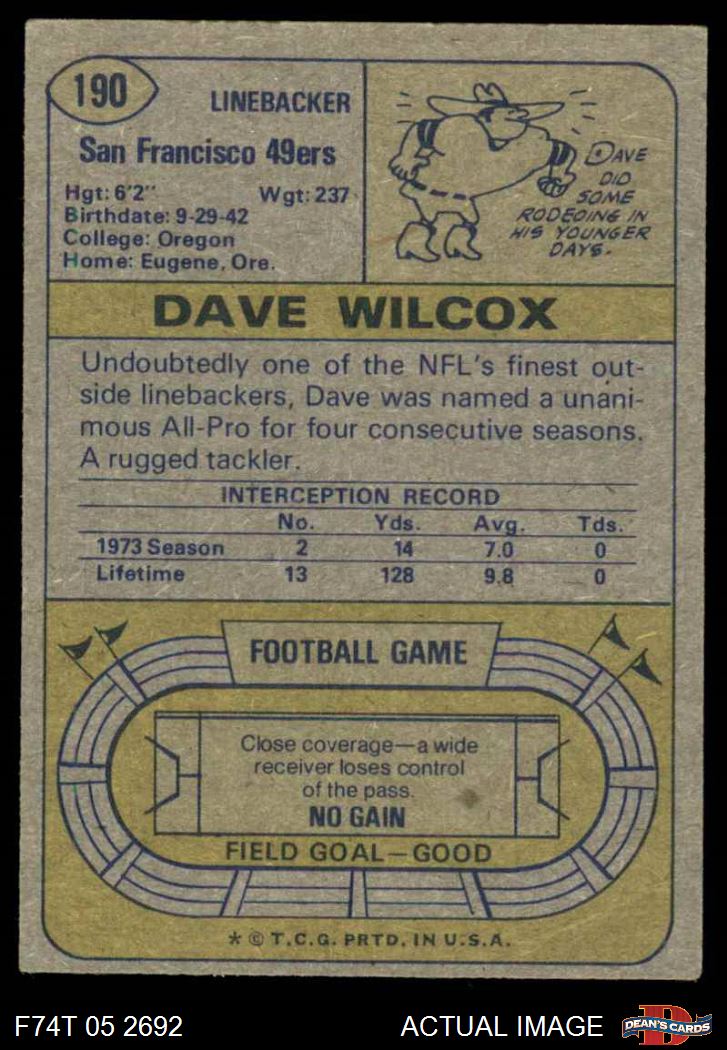 190
LINEBACKER
San Francisco 49ers
Hgt: 6'2" Wgt: 237
Birthdate: 9-29-42
College: Oregon
Home: Eugene, Ore.
DAVE
DID
SOME
RODEOING IN
HIS YOUNGER
DAYS.
DAVE WILCOX
Undoubtedly one of the NFL's finest out-
side linebackers, Dave was named a unani-
mous All-Pro for four consecutive seasons.
A rugged tackler.
INTERCEPTION RECORD
No. Yds. Avg. Tds.
1973 Season 2 14 7.0 0
Lifetime 13 128 9.8 0
FOOTBALL GAME
Close coverage—a wide
receiver loses control
of the pass.
NO GAIN
FIELD GOAL—GOOD
* © T.C.G. PRTD. IN U.S.A.
F74T 05 2692 ACTUAL IMAGE
D
DEAN'S CARDS